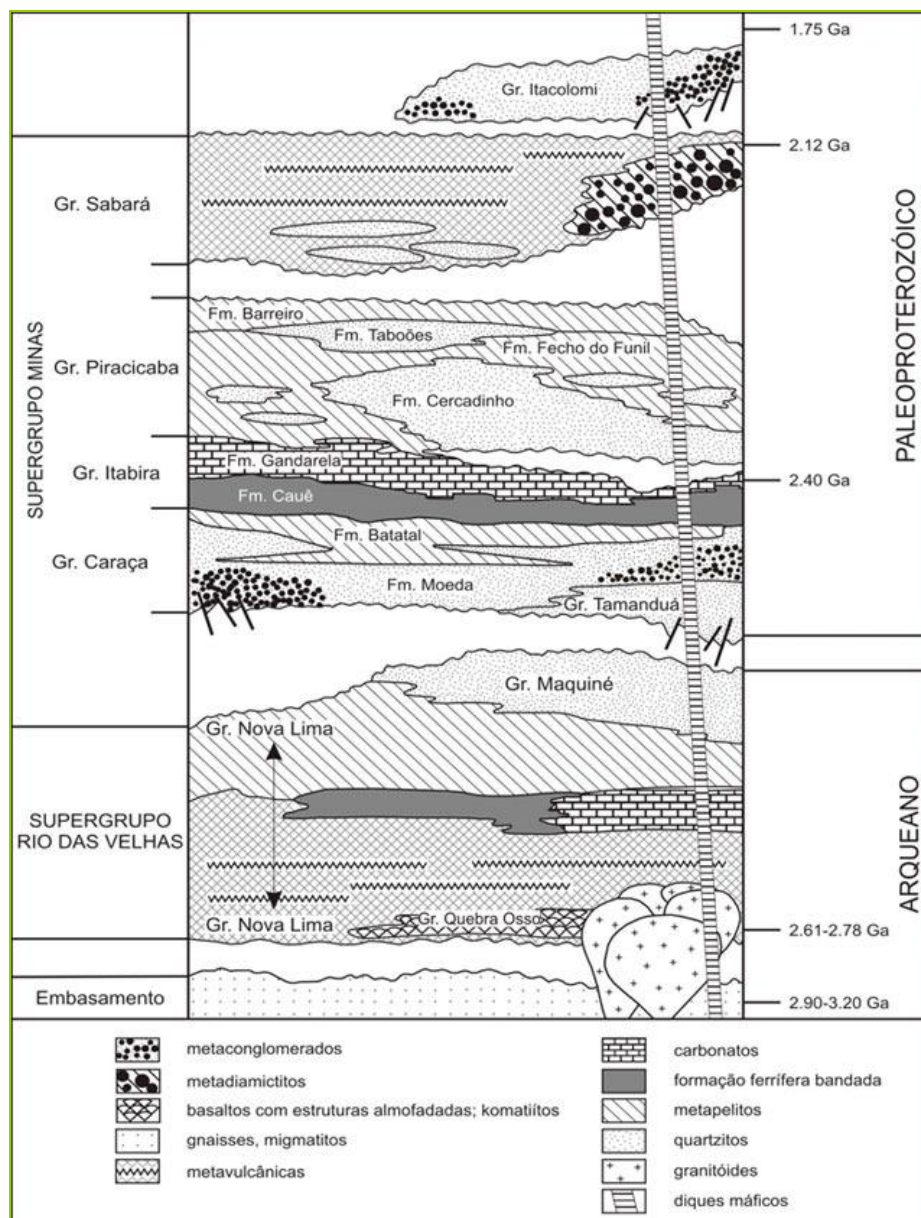 1.75 Ga
Gr. Itacolomi
2.12 Ga
Gr. Sabará
PALEOPROTEROZÓICO
SUPERGRUPO MINAS
Fm. Barreiro
Fm. Taboões
Fm. Fecho do Funil
Gr. Piracicaba
Fm. Cercadinho
Gr. Itabira
Fm. Gandarela
2.40 Ga
Fm. Cauê
Fm. Batatal
Gr. Caraça
Fm. Moeda
Gr. Tamanduá
Gr. Maquiné
Gr. Nova Lima
ARQUEANO
SUPERGRUPO
RIO DAS VELHAS
Gr. Quebra Osso
Gr. Nova Lima
2.61-2.78 Ga
Embasamento
2.90-3.20 Ga
metaconglomerados
metadiamictitos
basaltos com estruturas almofadadas; komatiítos
gnaisses, migmatitos
metavulcânicas
carbonatos
formação ferrífera bandada
metapelitos
quartzitos
granitóides
diques máficos